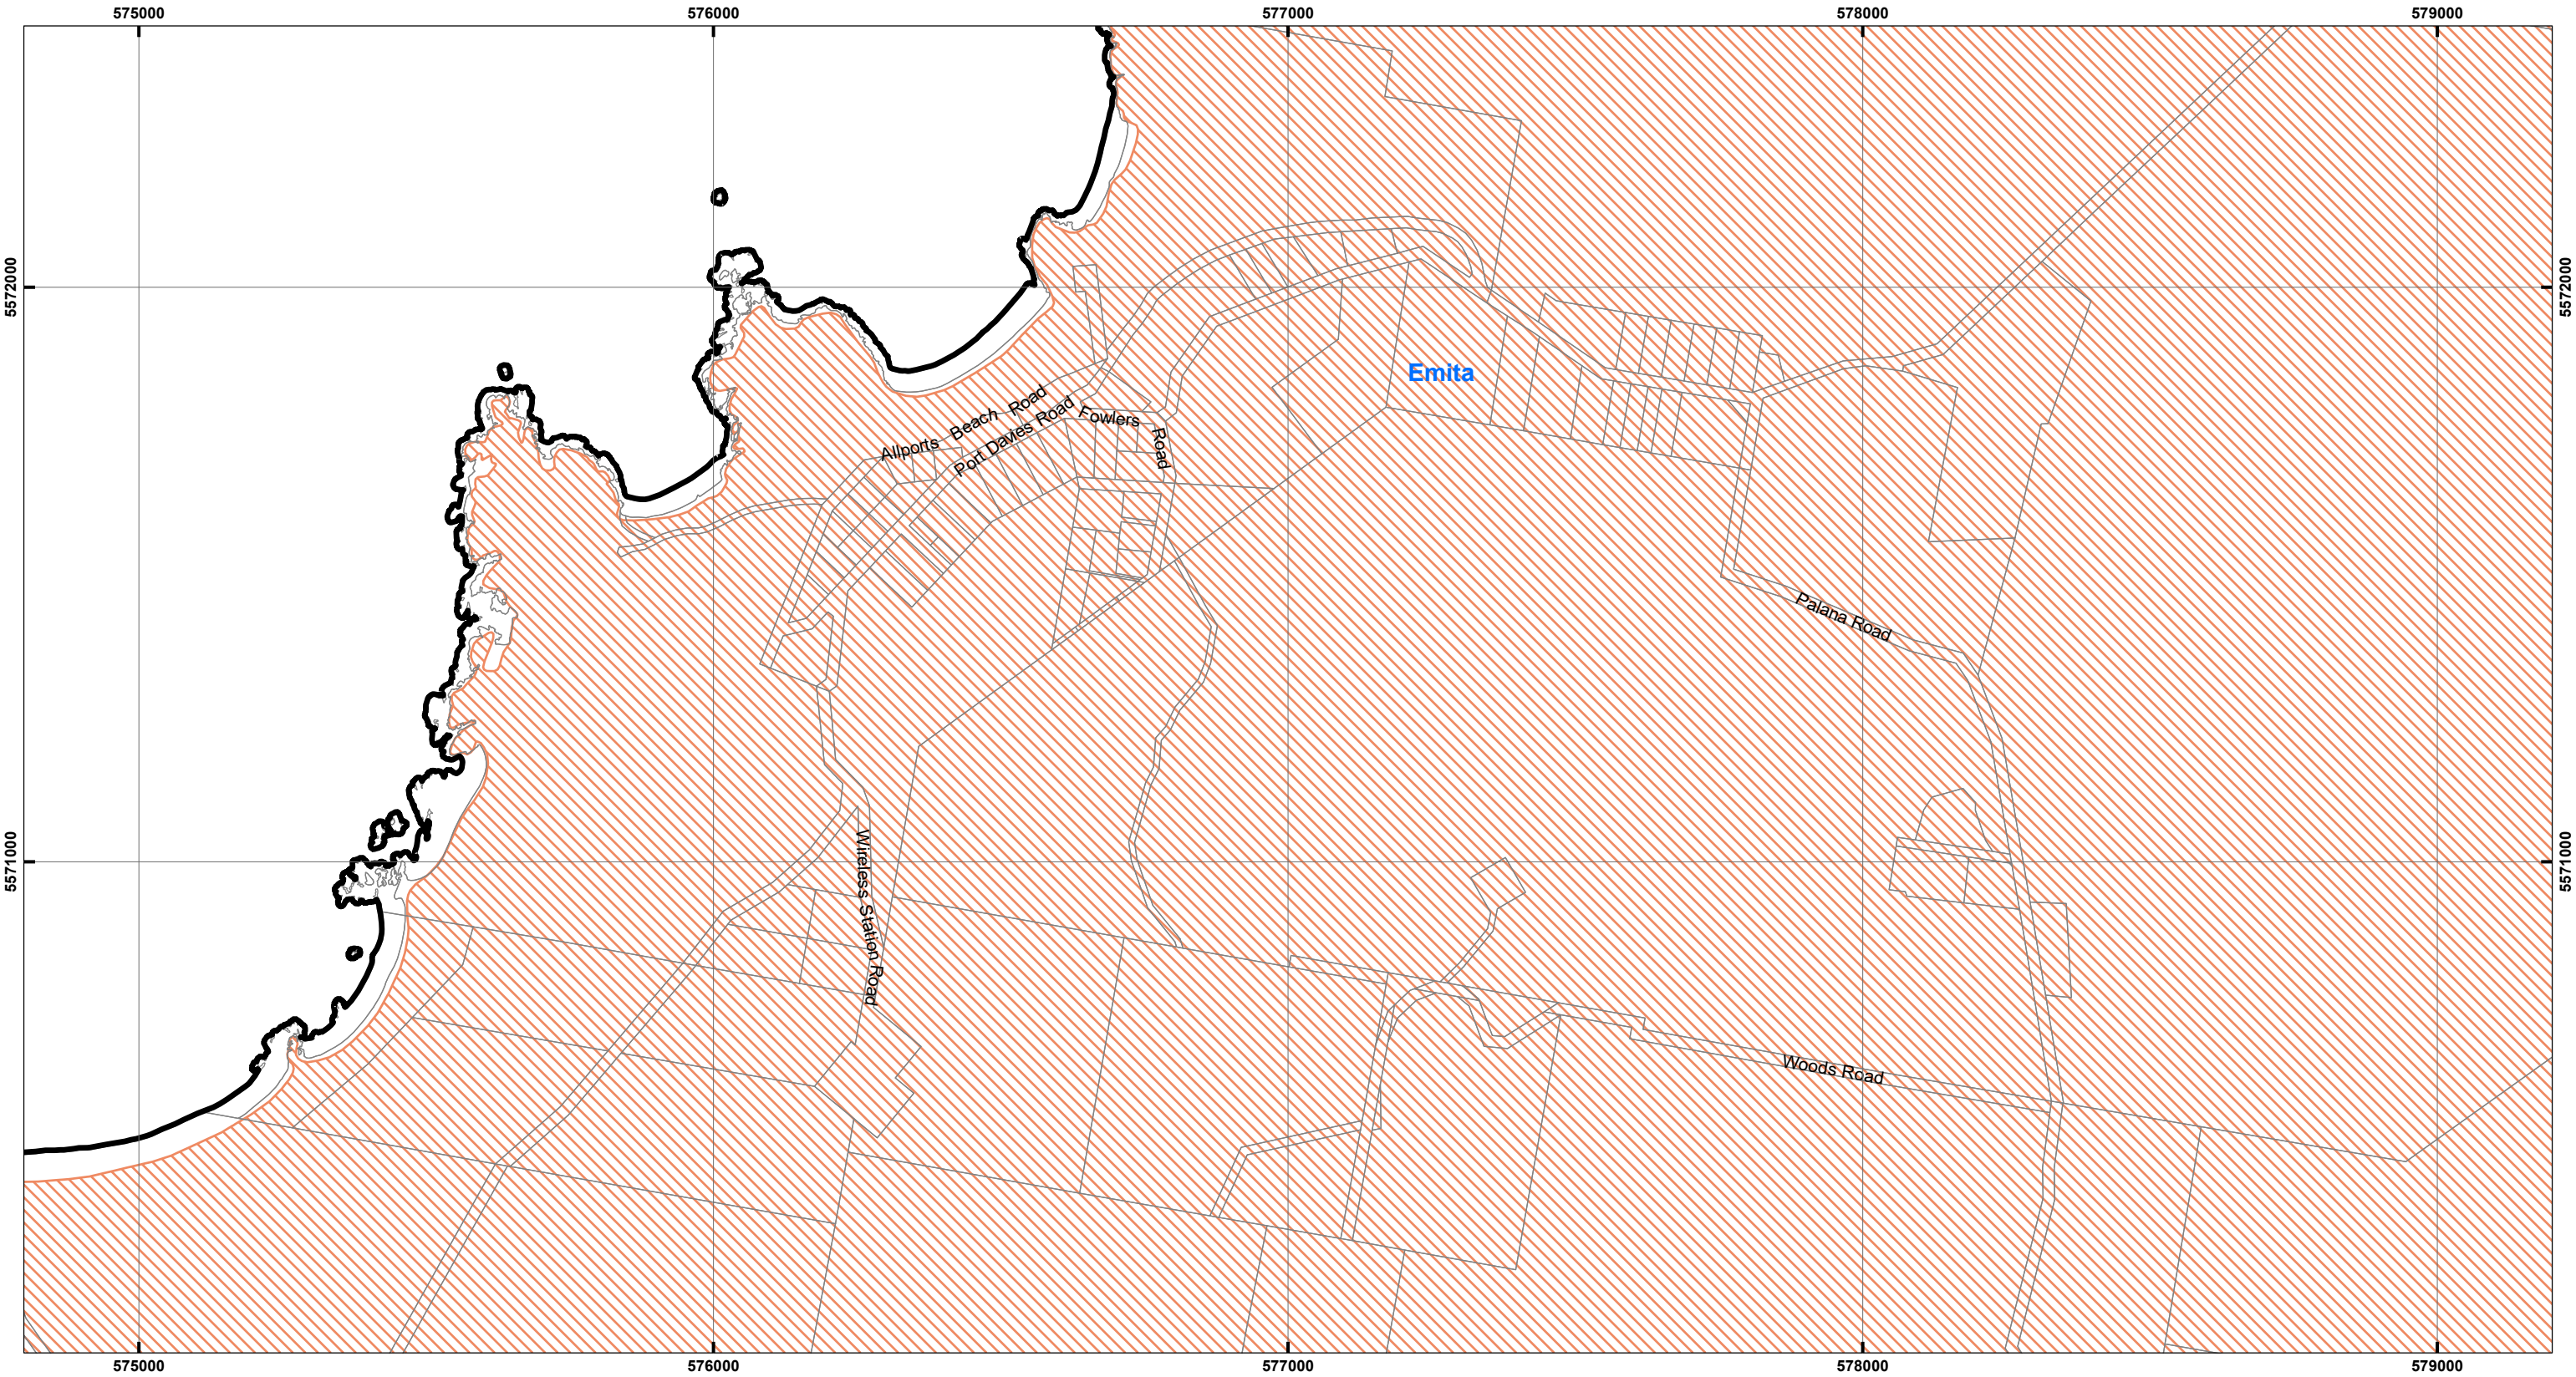 575000
576000
577000
578000
579000
5572000
5572000
Emita
Allports Beach Road
Port Davies Road
Fowlers Road
Palana Road
5571000
5571000
Wireless Station Road
Woods Road
575000
576000
577000
578000
579000